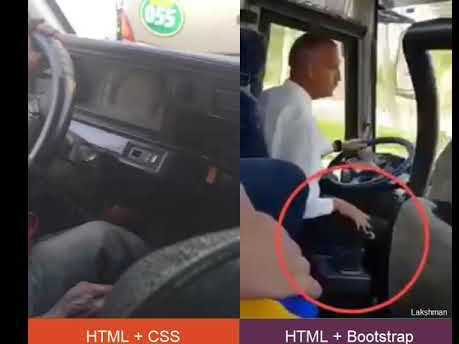 055
Lakshman
HTML + CSS
HTML + Bootstrap